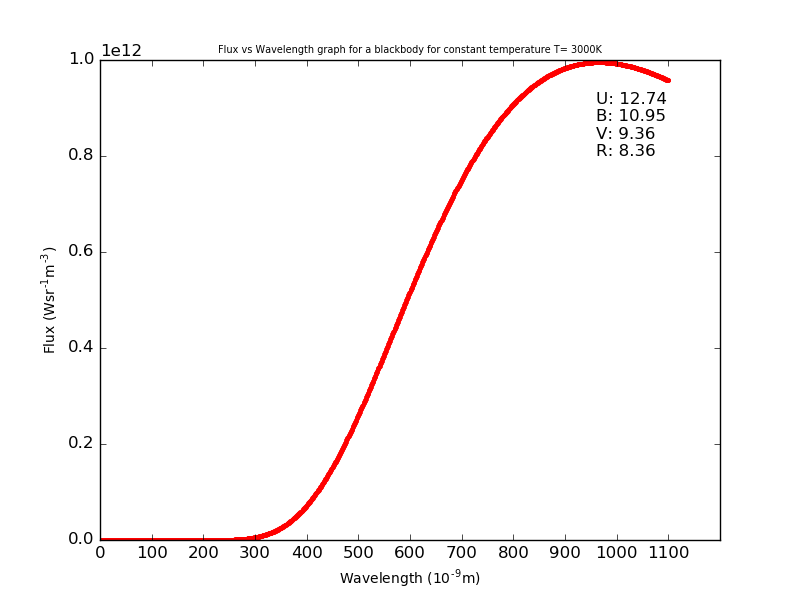 Flux vs Wavelength graph for a blackbody for constant temperature T= 3000K
1e12
1.0
0.8
0.6
0.4
0.2
0.0
U: 12.74
B: 10.95
V: 9.36
R: 8.36
Flux (Wsr⁻¹m⁻³)
0 100 200 300 400 500 600 700 800 900 1000 1100
Wavelength (10⁻⁹m)